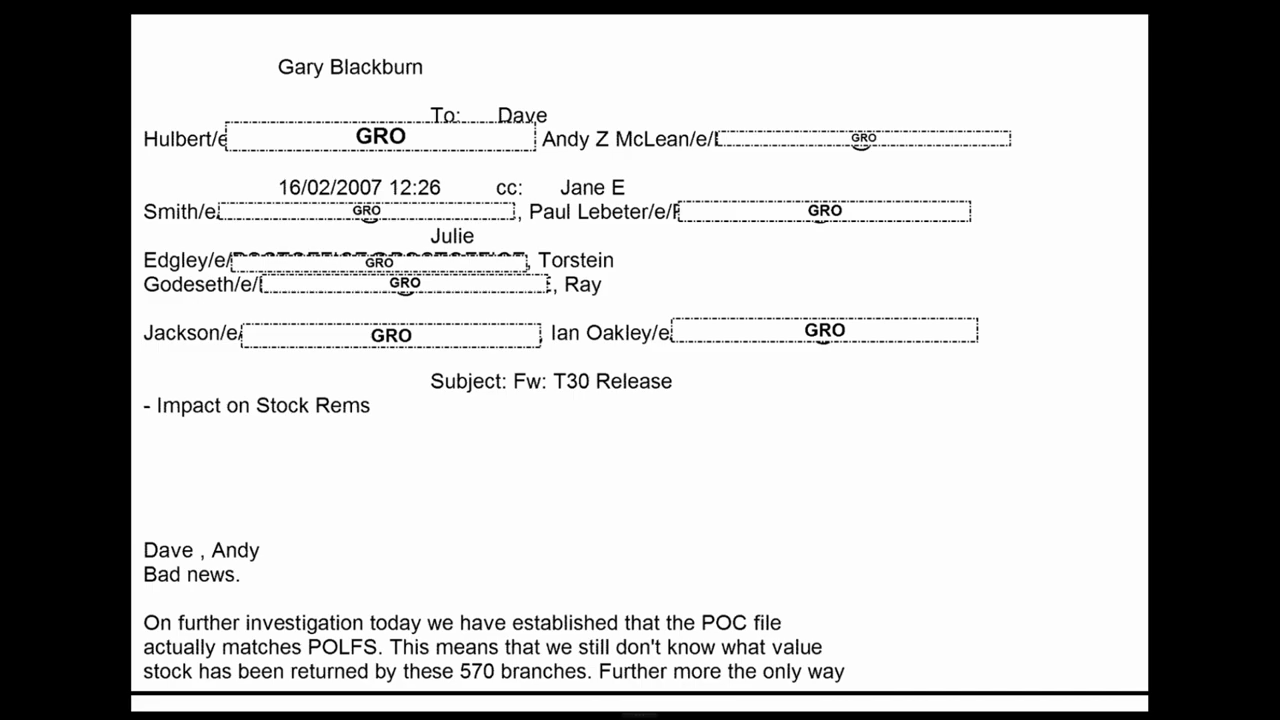 Gary Blackburn
To: Dave
Hulbert/e GRO Andy Z McLean/e/ GRO
16/02/2007 12:26 cc: Jane E
Smith/e GRO , Paul Lebeter/e/ GRO
Julie
Edgley/e/ GRO , Torstein
Godeseth/e/ GRO , Ray
Jackson/e/ GRO Ian Oakley/e GRO
Subject: Fw: T30 Release
- Impact on Stock Rems
Dave , Andy
Bad news.
On further investigation today we have established that the POC file
actually matches POLFS. This means that we still don't know what value
stock has been returned by these 570 branches. Further more the only way